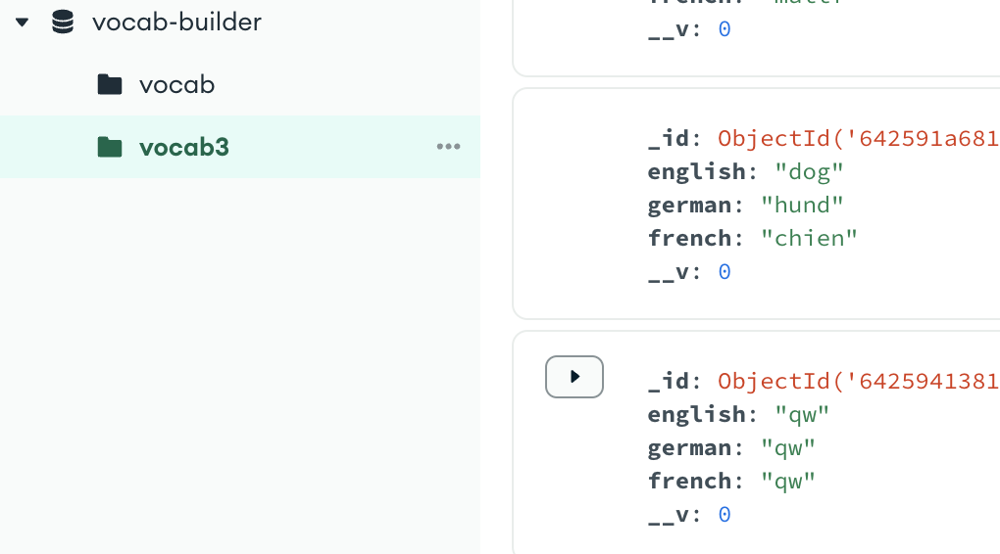 vocab-builder
vocab
vocab3
__v: 0
_id: ObjectId('642591a681
english: "dog"
german: "hund"
french: "chien"
__v: 0
_id: ObjectId('6425941381
english: "qw"
german: "qw"
french: "qw"
__v: 0